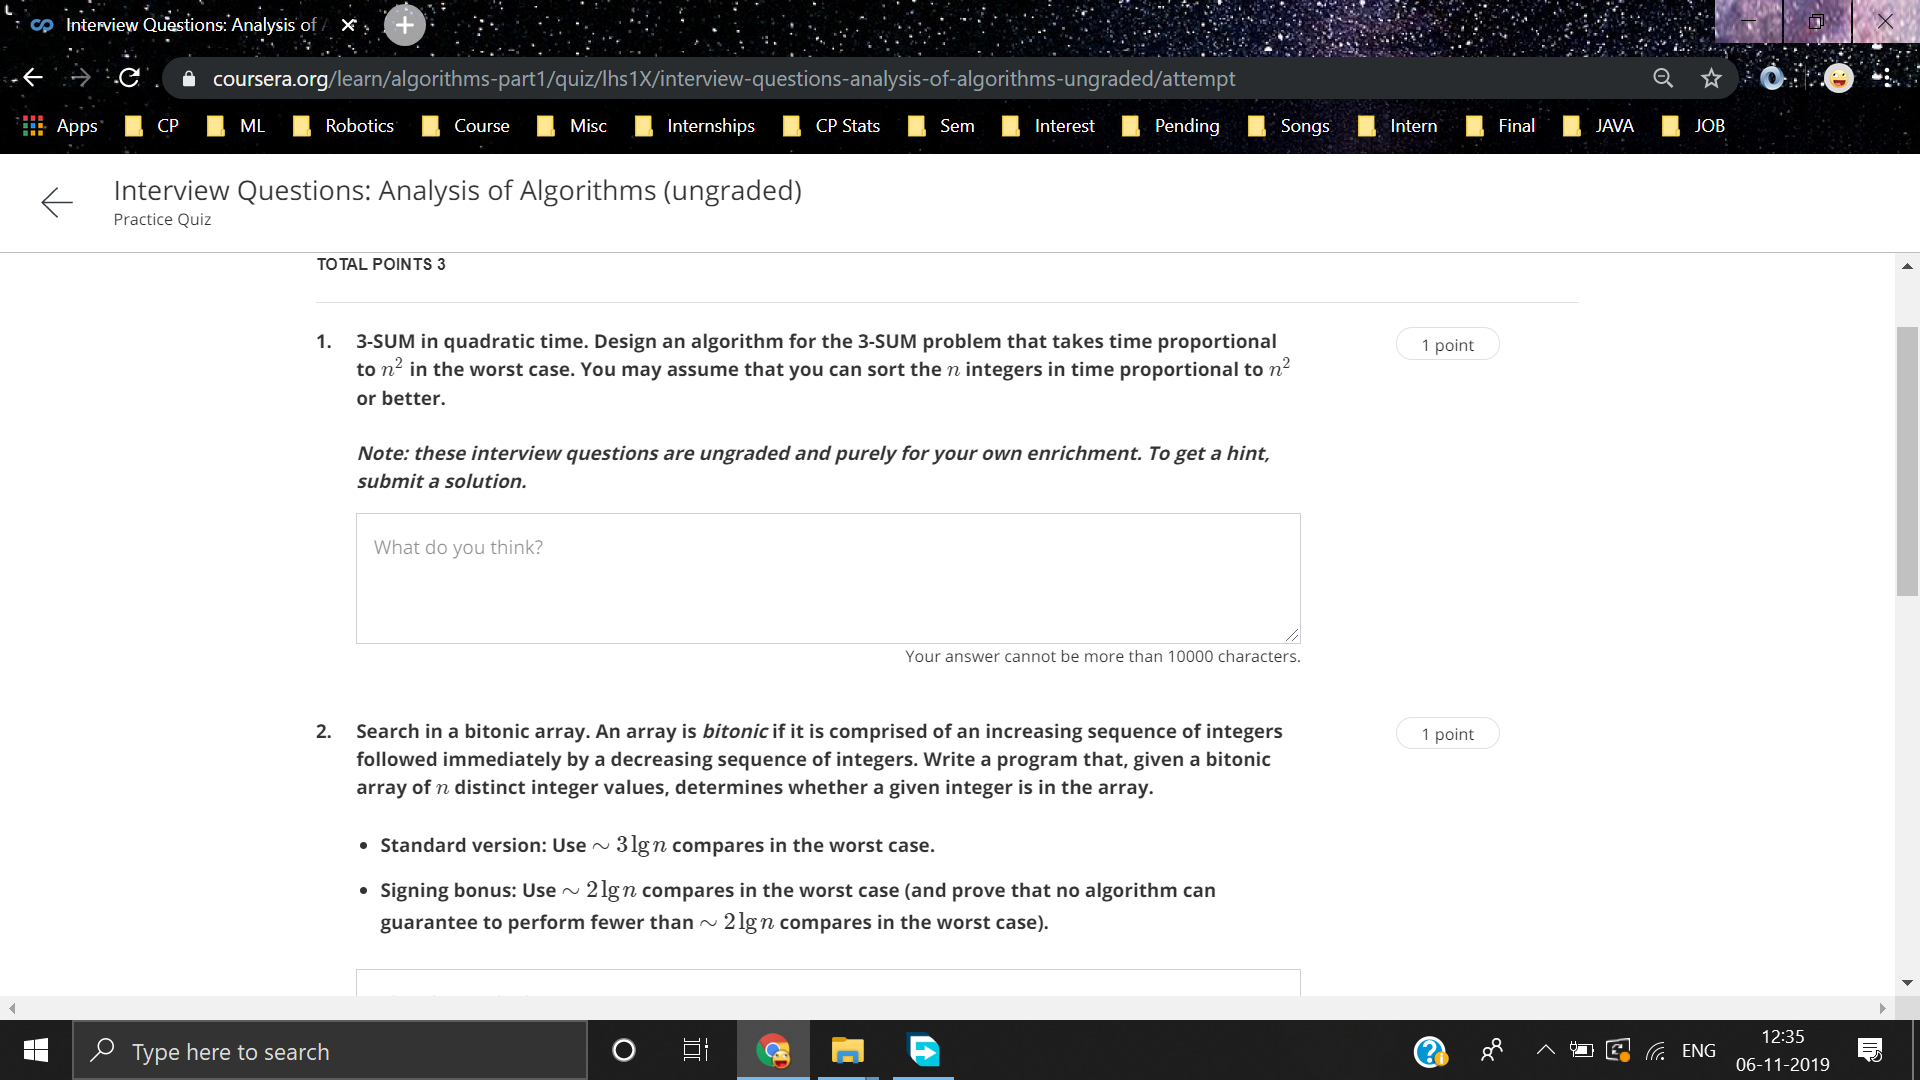 Interview Questions: Analysis of
coursera.org/learn/algorithms-part1/quiz/lhs1X/interview-questions-analysis-of-algorithms-ungraded/attempt
Apps CP ML Robotics Course Misc Internships CP Stats Sem Interest Pending Songs Intern Final JAVA JOB
Interview Questions: Analysis of Algorithms (ungraded)
Practice Quiz
TOTAL POINTS 3
1. 3-SUM in quadratic time. Design an algorithm for the 3-SUM problem that takes time proportional
to n² in the worst case. You may assume that you can sort the n integers in time proportional to n²
or better.
1 point
Note: these interview questions are ungraded and purely for your own enrichment. To get a hint,
submit a solution.
What do you think?
Your answer cannot be more than 10000 characters.
2. Search in a bitonic array. An array is bitonic if it is comprised of an increasing sequence of integers
followed immediately by a decreasing sequence of integers. Write a program that, given a bitonic
array of n distinct integer values, determines whether a given integer is in the array.
1 point
• Standard version: Use ~ 3 lg n compares in the worst case.
• Signing bonus: Use ~ 2 lg n compares in the worst case (and prove that no algorithm can
guarantee to perform fewer than ~ 2 lg n compares in the worst case).
Type here to search
ENG
12:35
06-11-2019